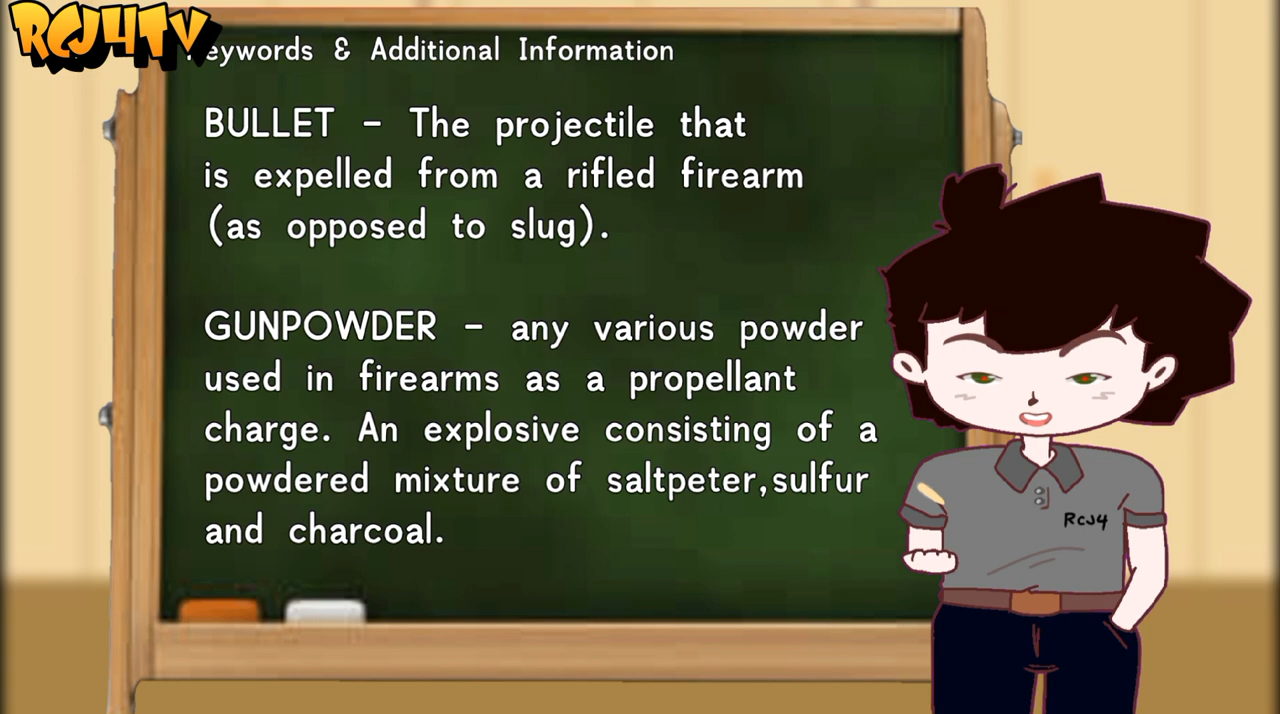 RCJ4TV
Keywords & Additional Information
BULLET - The projectile that
is expelled from a rifled firearm
(as opposed to slug).
GUNPOWDER - any various powder
used in firearms as a propellant
charge. An explosive consisting of a
powdered mixture of saltpeter,sulfur
and charcoal.
RCJ4